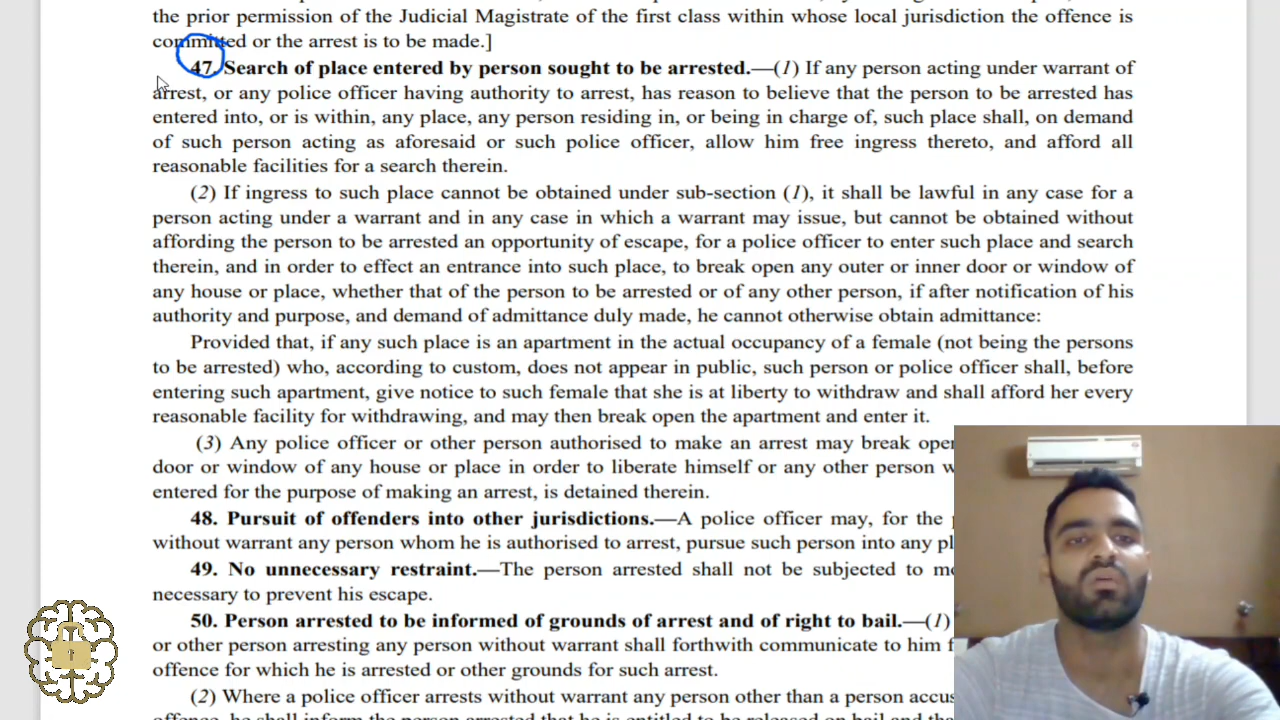 the prior permission of the Judicial Magistrate of the first class within whose local jurisdiction the offence is
committed or the arrest is to be made.]
47. Search of place entered by person sought to be arrested.—(1) If any person acting under warrant of
arrest, or any police officer having authority to arrest, has reason to believe that the person to be arrested has
entered into, or is within, any place, any person residing in, or being in charge of, such place shall, on demand
of such person acting as aforesaid or such police officer, allow him free ingress thereto, and afford all
reasonable facilities for a search therein.
(2) If ingress to such place cannot be obtained under sub-section (1), it shall be lawful in any case for a
person acting under a warrant and in any case in which a warrant may issue, but cannot be obtained without
affording the person to be arrested an opportunity of escape, for a police officer to enter such place and search
therein, and in order to effect an entrance into such place, to break open any outer or inner door or window of
any house or place, whether that of the person to be arrested or of any other person, if after notification of his
authority and purpose, and demand of admittance duly made, he cannot otherwise obtain admittance:
Provided that, if any such place is an apartment in the actual occupancy of a female (not being the persons
to be arrested) who, according to custom, does not appear in public, such person or police officer shall, before
entering such apartment, give notice to such female that she is at liberty to withdraw and shall afford her every
reasonable facility for withdrawing, and may then break open the apartment and enter it.
(3) Any police officer or other person authorised to make an arrest may break
door or window of any house or place in order to liberate himself or any other person
entered for the purpose of making an arrest, is detained therein.
48. Pursuit of offenders into other jurisdictions.—A police officer may, for the
without warrant any person whom he is authorised to arrest, pursue such person into any
49. No unnecessary restraint.—The person arrested shall not be subjected to
necessary to prevent his escape.
50. Person arrested to be informed of grounds of arrest and of right to bail.—(1)
or other person arresting any person without warrant shall forthwith communicate to him
offence for which he is arrested or other grounds for such arrest.
(2) Where a police officer arrests without warrant any person other than a person
offence, he shall inform the person arrested that he is entitled to be released on bail and